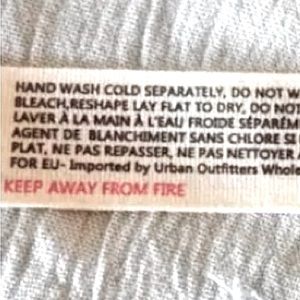 HAND WASH COLD SEPARATELY, DO NOT W
BLEACH,RESHAPE LAY FLAT TO DRY, DO NOT
LAVER À LA MAIN À L'EAU FROIDE SÉPARÉM
AGENT DE BLANCHIMENT SANS CHLORE SI
PLAT, NE PAS REPASSER, NE PAS NETTOYER
FOR EU- Imported by Urban Outfitters Whole
KEEP AWAY FROM FIRE